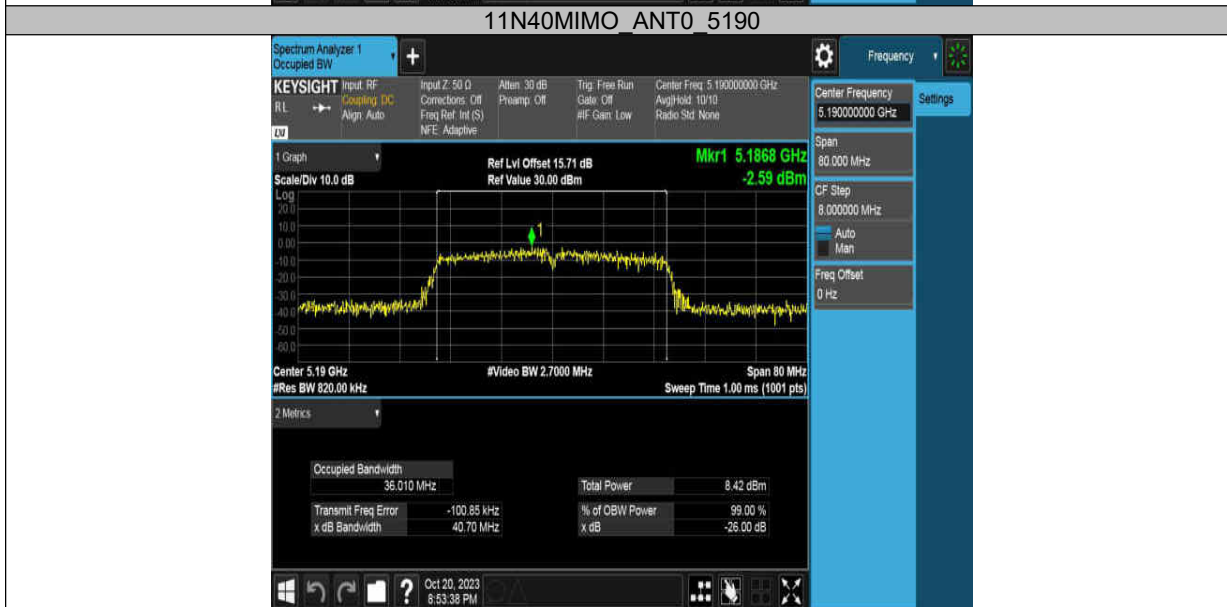 11N40MIMO_ANT0_5190
Spectrum Analyzer 1
Occupied BW
+
Frequency
KEYSIGHT
RL
LXI
Input: RF
Coupling: DC
Align: Auto
Input Z: 50 Ω
Corrections: Off
Freq Ref: Int (S)
NFE: Adaptive
Atten: 30 dB
Preamp: Off
Trig: Free Run
Gate: Off
#IF Gain: Low
Center Freq: 5.190000000 GHz
Avg|Hold: 10/10
Radio Std: None
Center Frequency
5.190000000 GHz
Settings
Span
80.000 MHz
CF Step
8.000000 MHz
Auto
Man
Freq Offset
0 Hz
1 Graph
Scale/Div 10.0 dB
Ref Lvl Offset 15.71 dB
Ref Value 30.00 dBm
Mkr1 5.1868 GHz
-2.59 dBm
Log
20.0
10.0
0.00
-10.0
-20.0
-30.0
-40.0
-50.0
-60.0
1
Center 5.19 GHz
#Res BW 820.00 kHz
#Video BW 2.7000 MHz
Span 80 MHz
Sweep Time 1.00 ms (1001 pts)
2 Metrics
Occupied Bandwidth
36.010 MHz
Total Power 8.42 dBm
Transmit Freq Error -100.85 kHz
% of OBW Power 99.00 %
x dB Bandwidth 40.70 MHz
x dB -26.00 dB
?
Oct 20, 2023
8:53:38 PM